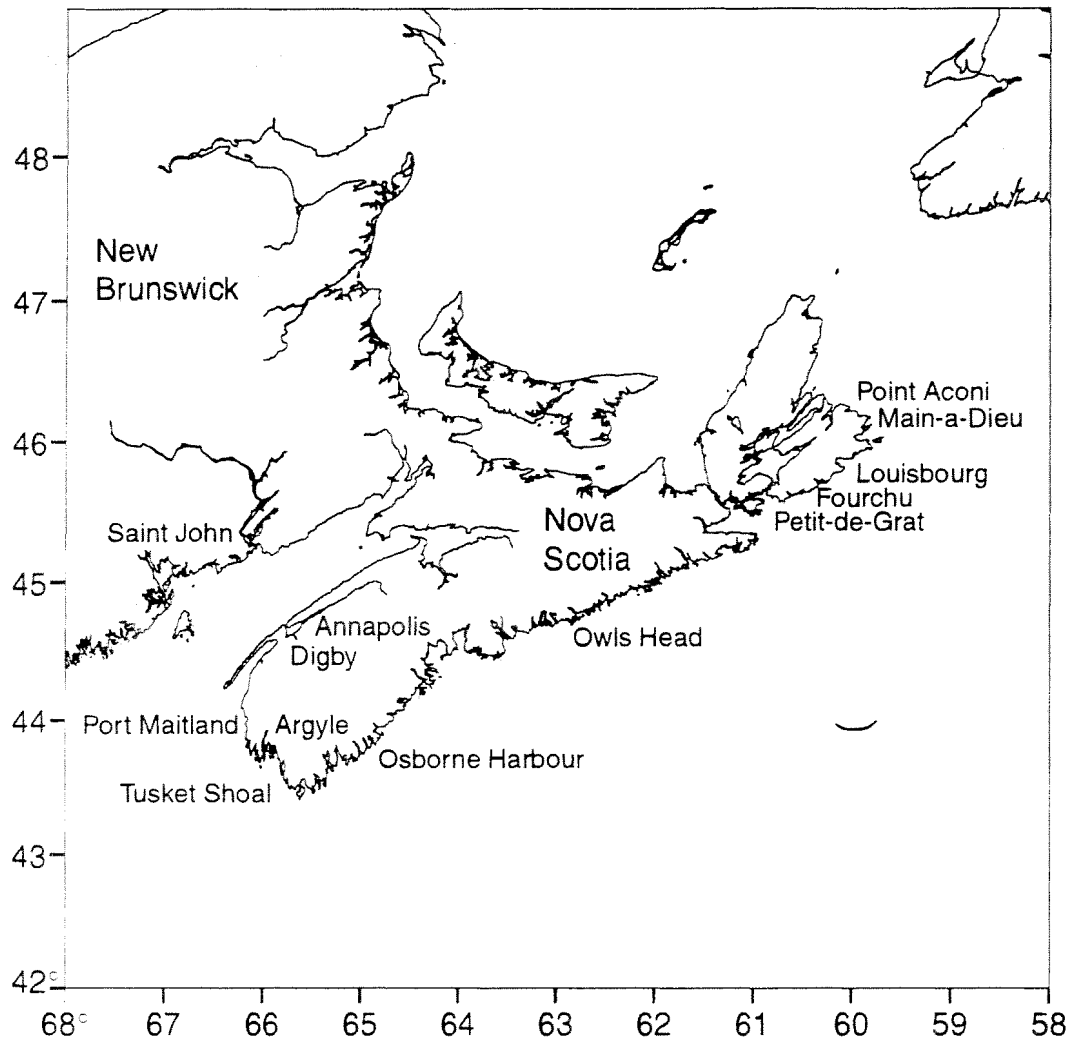 48
New
Brunswick
47
Point Aconi
Main-a-Dieu
46
Louisbourg
Fourchu
Petit-de-Grat
Nova
Scotia
Saint John
45
Annapolis
Digby
Owls Head
44
Port Maitland
Argyle
Osborne Harbour
Tusket Shoal
43
42°
68° 67 66 65 64 63 62 61 60 59 58